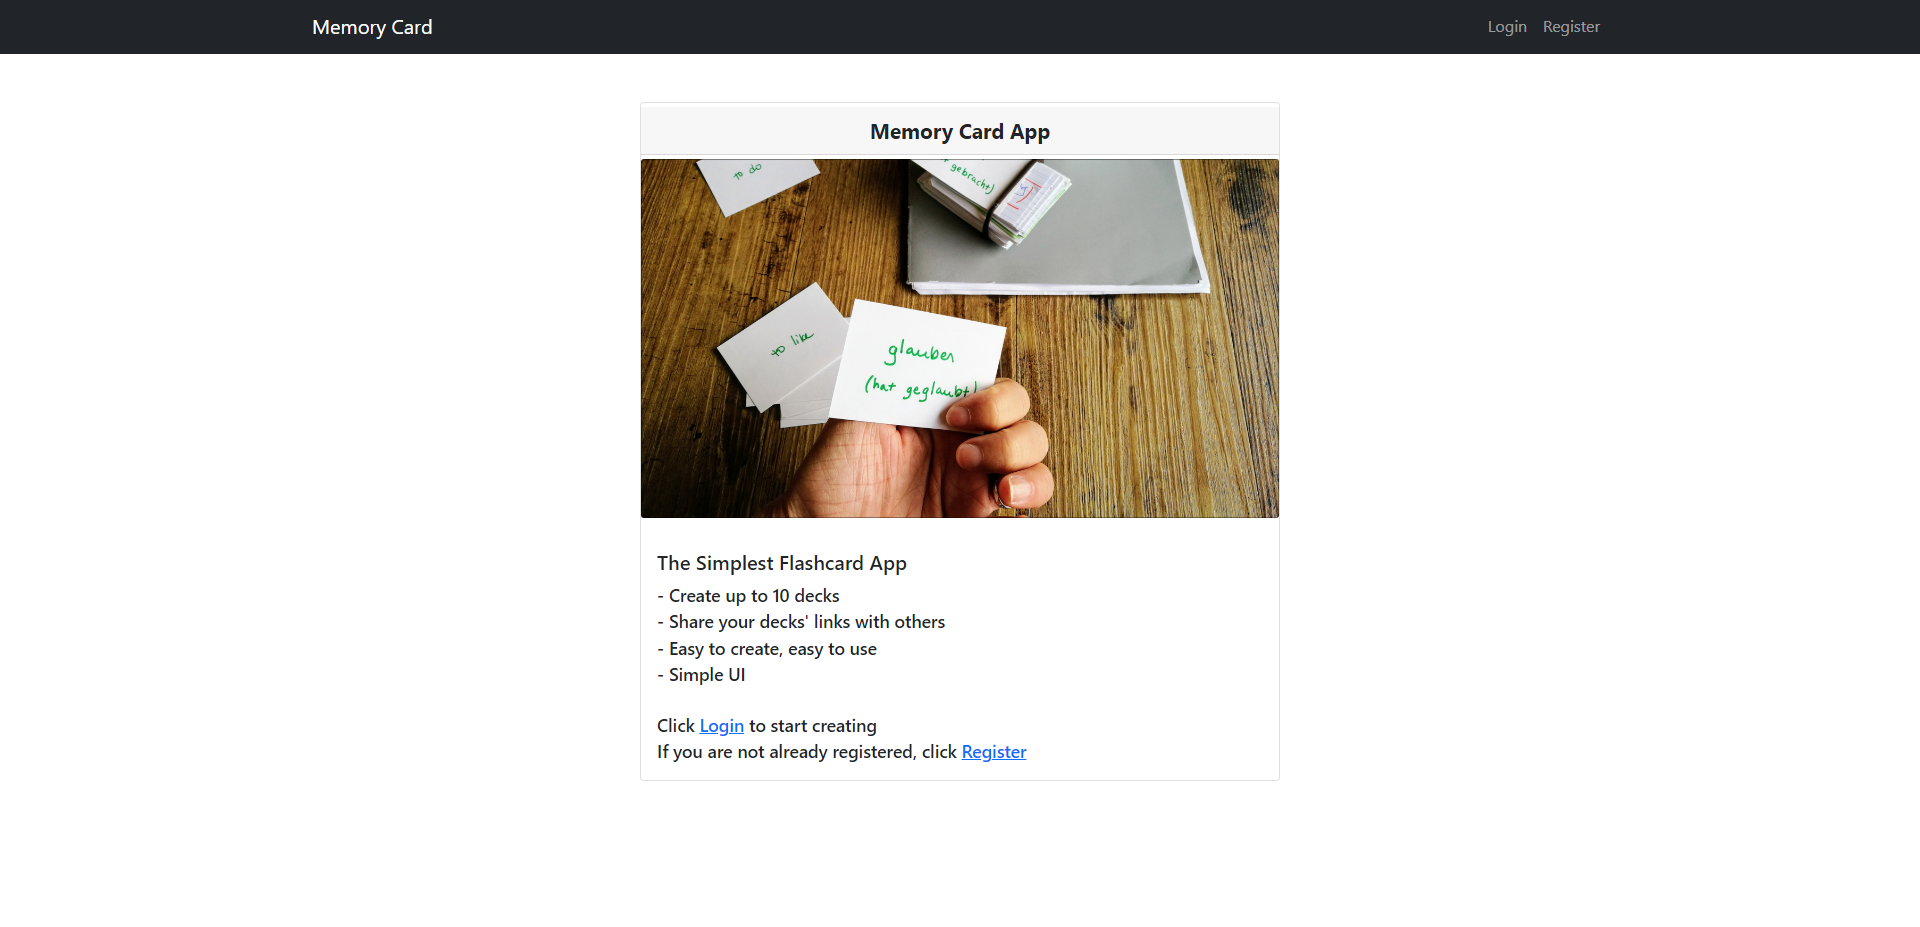 Memory Card
Login Register
Memory Card App
to do
gebracht)
to like
glauben
(hat geglaubt)
The Simplest Flashcard App
- Create up to 10 decks
- Share your decks' links with others
- Easy to create, easy to use
- Simple UI
Click Login to start creating
If you are not already registered, click Register